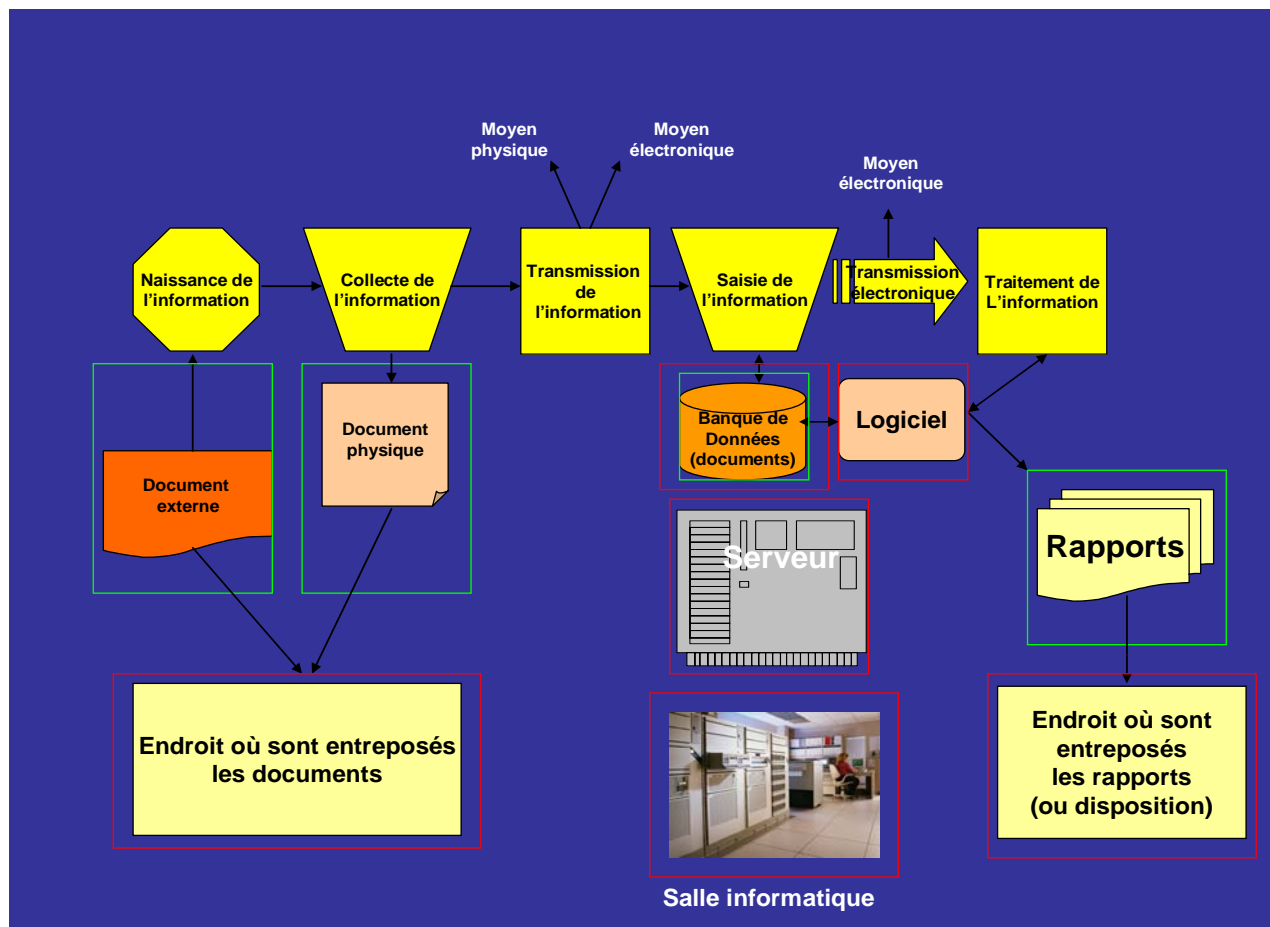 Moyen
physique
Moyen
électronique
Moyen
électronique
Naissance de
l'information
Collecte de
l'information
Transmission
de
l'information
Saisie de
l'information
Transmission
électronique
Traitement de
L'information
Document
externe
Document
physique
Banque de
Données
(documents)
Logiciel
Serveur
Rapports
Endroit où sont entreposés
les documents
Endroit où sont
entreposés
les rapports
(ou disposition)
Salle informatique